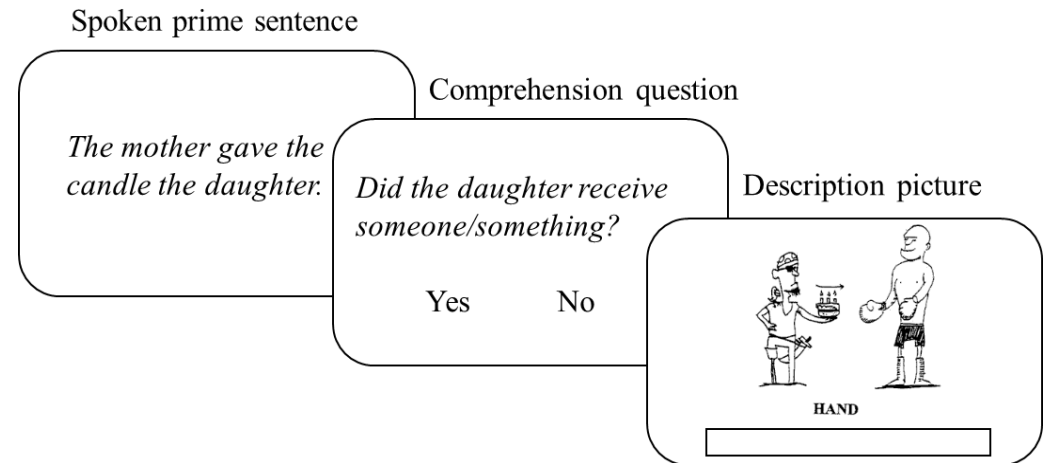 Spoken prime sentence
The mother gave the
candle the daughter.
Comprehension question
Did the daughter receive
someone/something?
Yes No
Description picture
HAND